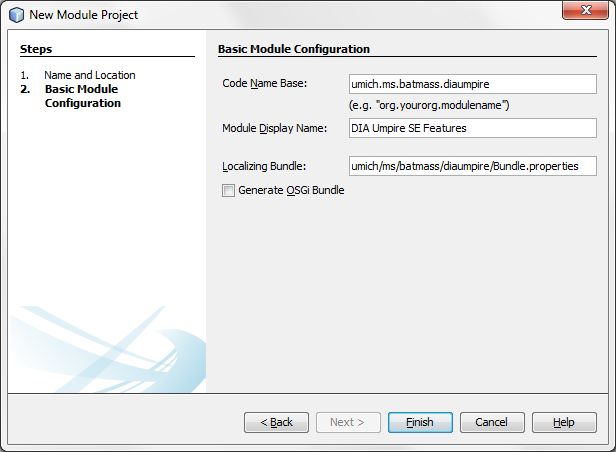 New Module Project
Steps
1. Name and Location
2. Basic Module
Configuration
Basic Module Configuration
Code Name Base: umich.ms.batmass.diaumpire
(e.g. "org.yourorg.modulename")
Module Display Name: DIA Umpire SE Features
Localizing Bundle: umich/ms/batmass/diaumpire/Bundle.properties
Generate OSGi Bundle
< Back Next > Finish Cancel Help